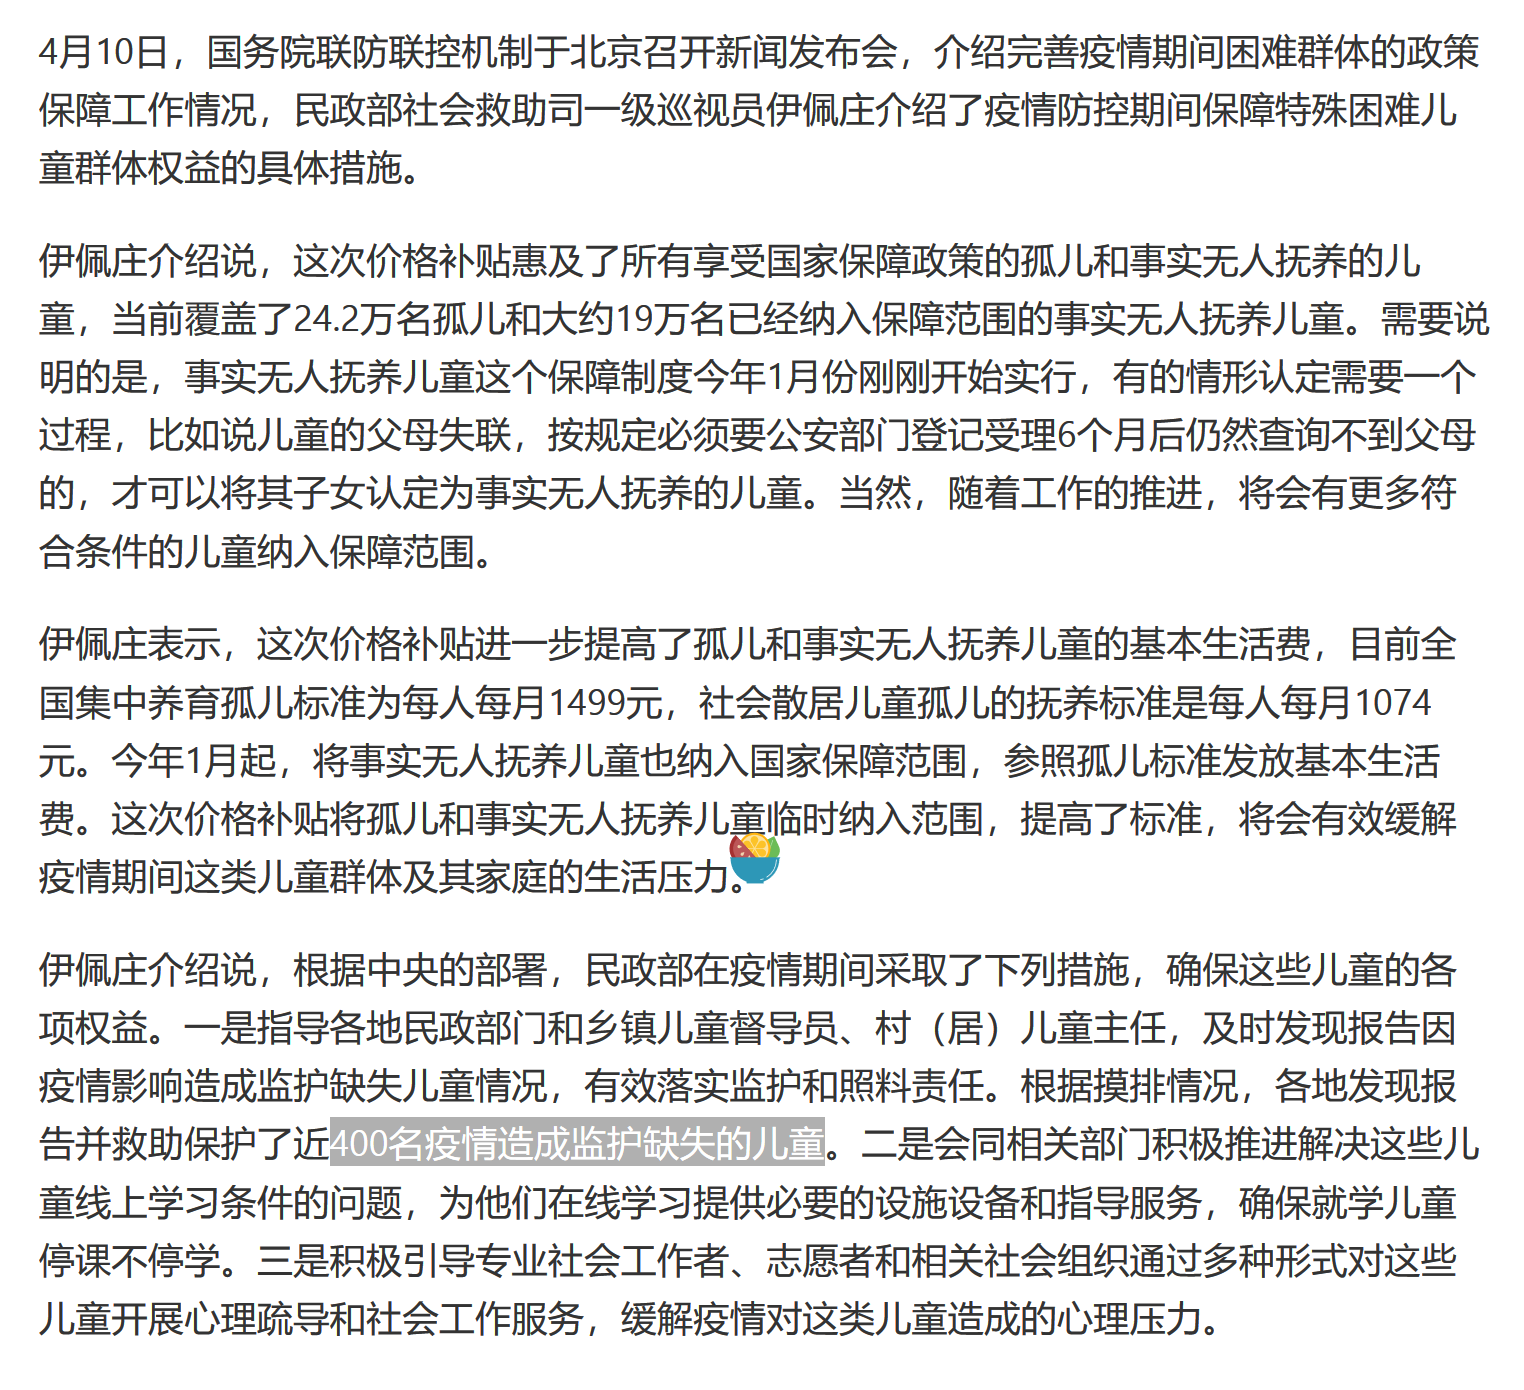 4月10日，国务院联防联控机制于北京召开新闻发布会，介绍完善疫情期间困难群体的政策
保障工作情况，民政部社会救助司一级巡视员伊佩庄介绍了疫情防控期间保障特殊困难儿
童群体权益的具体措施。
伊佩庄介绍说，这次价格补贴惠及了所有享受国家保障政策的孤儿和事实无人抚养的儿
童，当前覆盖了24.2万名孤儿和大约19万名已经纳入保障范围的事实无人抚养儿童。需要说
明的是，事实无人抚养儿童这个保障制度今年1月份刚刚开始实行，有的情形认定需要一个
过程，比如说儿童的父母失联，按规定必须要公安部门登记受理6个月后仍然查询不到父母
的，才可以将其子女认定为事实无人抚养的儿童。当然，随着工作的推进，将会有更多符
合条件的儿童纳入保障范围。
伊佩庄表示，这次价格补贴进一步提高了孤儿和事实无人抚养儿童的基本生活费，目前全
国集中养育孤儿标准为每人每月1499元，社会散居儿童孤儿的抚养标准是每人每月1074
元。今年1月起，将事实无人抚养儿童也纳入国家保障范围，参照孤儿标准发放基本生活
费。这次价格补贴将孤儿和事实无人抚养儿童临时纳入范围，提高了标准，将会有效缓解
疫情期间这类儿童群体及其家庭的生活压力。
伊佩庄介绍说，根据中央的部署，民政部在疫情期间采取了下列措施，确保这些儿童的各
项权益。一是指导各地民政部门和乡镇儿童督导员、村（居）儿童主任，及时发现报告因
疫情影响造成监护缺失儿童情况，有效落实监护和照料责任。根据摸排情况，各地发现报
告并救助保护了近400名疫情造成监护缺失的儿童。二是会同相关部门积极推进解决这些儿
童线上学习条件的问题，为他们在线学习提供必要的设施设备和指导服务，确保就学儿童
停课不停学。三是积极引导专业社会工作者、志愿者和相关社会组织通过多种形式对这些
儿童开展心理疏导和社会工作服务，缓解疫情对这类儿童造成的心理压力。